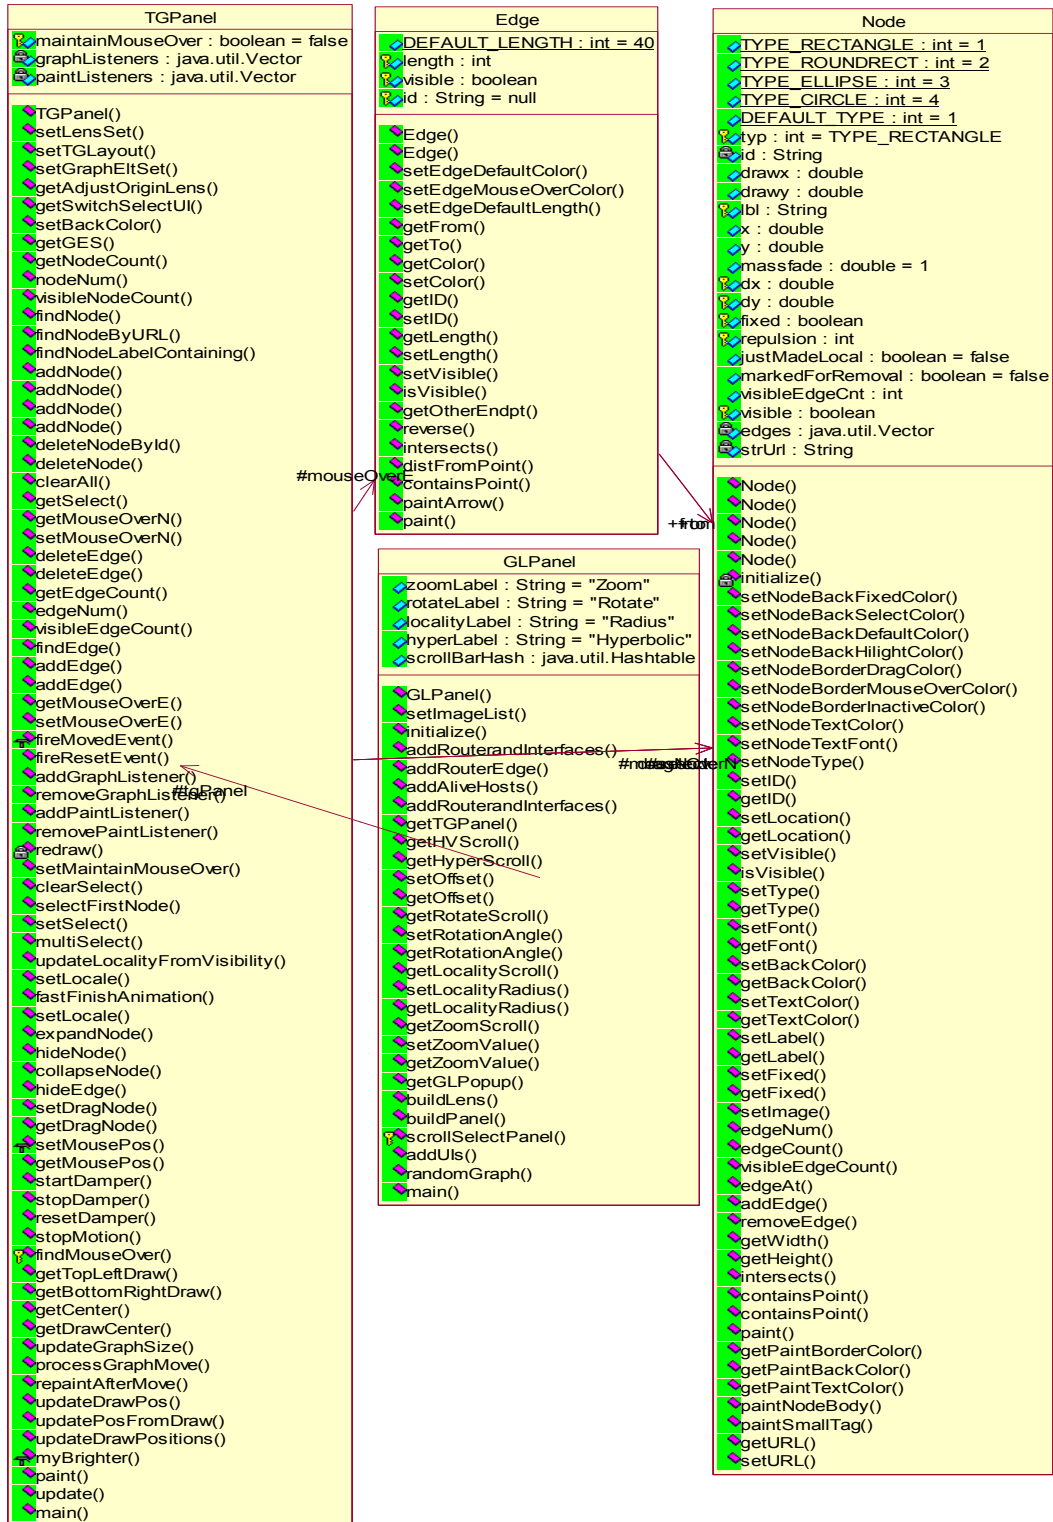 TGPanel
maintainMouseOver : boolean = false
graphListeners : java.util.Vector
paintListeners : java.util.Vector
TGPanel()
setLensSet()
setTGLayout()
setGraphEltSet()
getAdjustOriginLens()
getSwitchSelectUI()
setBackColor()
getGES()
getNodeCount()
nodeNum()
visibleNodeCount()
findNode()
findNodeByURL()
findNodeLabelContaining()
addNode()
addNode()
addNode()
addNode()
deleteNodeById()
deleteNode()
clearAll()
getSelect()
getMouseOverN()
setMouseOverN()
deleteEdge()
deleteEdge()
getEdgeCount()
edgeNum()
visibleEdgeCount()
findEdge()
addEdge()
addEdge()
getMouseOverE()
setMouseOverE()
fireMovedEvent()
fireResetEvent()
addGraphListener()
removeGraphListener()
addPaintListener()
removePaintListener()
redraw()
setMaintainMouseOver()
clearSelect()
selectFirstNode()
setSelect()
multiSelect()
updateLocalityFromVisibility()
setLocale()
fastFinishAnimation()
setLocale()
expandNode()
hideNode()
collapseNode()
hideEdge()
setDragNode()
getDragNode()
setMousePos()
getMousePos()
startDamper()
stopDamper()
resetDamper()
stopMotion()
findMouseOver()
getTopLeftDraw()
getBottomRightDraw()
getCenter()
getDrawCenter()
updateGraphSize()
processGraphMove()
repaintAfterMove()
updateDrawPos()
updatePosFromDraw()
updateDrawPositions()
myBrighter()
paint()
update()
main()
#mouseOverE
#tgPanel
Edge
DEFAULT_LENGTH : int = 40
length : int
visible : boolean
id : String = null
Edge()
Edge()
setEdgeDefaultColor()
setEdgeMouseOverColor()
setEdgeDefaultLength()
getFrom()
getTo()
getColor()
setColor()
getID()
setID()
getLength()
setLength()
setVisible()
isVisible()
getOtherEndpt()
reverse()
intersects()
distFromPoint()
containsPoint()
paintArrow()
paint()
GLPanel
zoomLabel : String = "Zoom"
rotateLabel : String = "Rotate"
localityLabel : String = "Radius"
hyperLabel : String = "Hyperbolic"
scrollBarHash : java.util.Hashtable
GLPanel()
setImageList()
initialize()
addRouterandInterfaces()
addRouterEdge()
addAliveHosts()
addRouterandInterfaces()
getTGPanel()
getHVScroll()
getHyperScroll()
setOffset()
getOffset()
getRotateScroll()
setRotationAngle()
getRotationAngle()
getLocalityScroll()
setLocalityRadius()
getLocalityRadius()
getZoomScroll()
setZoomValue()
getZoomValue()
getGLPopup()
buildLens()
buildPanel()
scrollSelectPanel()
addUIs()
randomGraph()
main()
Node
TYPE_RECTANGLE : int = 1
TYPE_ROUNDRECT : int = 2
TYPE_ELLIPSE : int = 3
TYPE_CIRCLE : int = 4
DEFAULT_TYPE : int = 1
typ : int = TYPE_RECTANGLE
id : String
drawx : double
drawy : double
lbl : String
x : double
y : double
massfade : double = 1
dx : double
dy : double
fixed : boolean
repulsion : int
justMadeLocal : boolean = false
markedForRemoval : boolean = false
visibleEdgeCnt : int
visible : boolean
edges : java.util.Vector
strUrl : String
Node()
Node()
Node()
Node()
Node()
initialize()
setNodeBackFixedColor()
setNodeBackSelectColor()
setNodeBackDefaultColor()
setNodeBackHilightColor()
setNodeBorderDragColor()
setNodeBorderMouseOverColor()
setNodeBorderInactiveColor()
setNodeTextColor()
setNodeTextFont()
setNodeType()
setID()
getID()
setLocation()
getLocation()
setVisible()
isVisible()
setType()
getType()
setFont()
getFont()
setBackColor()
getBackColor()
setTextColor()
getTextColor()
setLabel()
getLabel()
setFixed()
getFixed()
setImage()
edgeNum()
edgeCount()
visibleEdgeCount()
edgeAt()
addEdge()
removeEdge()
getWidth()
getHeight()
intersects()
containsPoint()
containsPoint()
paint()
getPaintBorderColor()
getPaintBackColor()
getPaintTextColor()
paintNodeBody()
paintSmallTag()
getURL()
setURL()